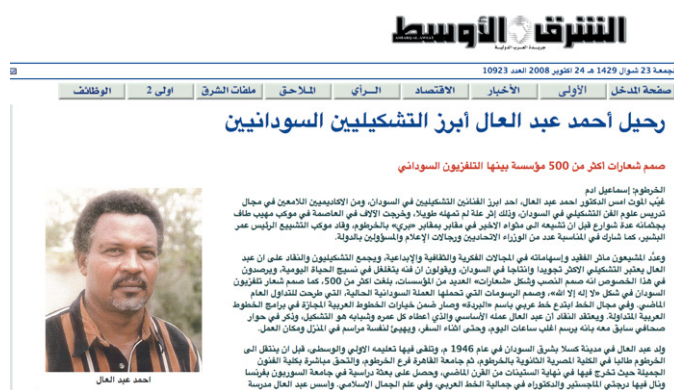 الشرق الأوسط
ASHARQ AL-AWSAT
جريدة العرب الدولية
الجمعـة 23 شـوال 1429 هـ 24 اكتوبر 2008 العدد 10923
صفحة المدخل
الأولى
الأخبار
الاقتصاد
الــرأي
الملاحـق
ملفات الشرق
اولى 2
الوظائف
رحيل أحمد عبد العال أبرز التشكيليين السودانيين
صمم شعارات أكثر من 500 مؤسسة بينها التلفزيون السوداني
الخرطوم: إسماعيل ادم
غيّب الموت امس الدكتور احمد عبد العال، احد ابرز الفنانين التشكيليين في السودان، ومن الاكاديميين اللامعين في مجال
تدريس علوم الفن التشكيلي في السودان، وذلك إثر علة لم تمهله طويلا، وخرجت الآلاف في العاصمة في موكب مهيب طاف
بجثمانه عدة شوارع قبل ان تشيعه الى مثواه الاخير في مقابر بمقابر «بري» بالخرطوم، وقاد موكب التشييع الرئيس عمر
البشير، كما شارك في المناسبة عدد من الوزراء الاتحاديين ورجالات الإعلام والمسؤولين بالدولة.
وعدّد المشيعون مآثر الفقيد وإسهاماته في المجالات الفكرية والثقافية والإبداعية، ويجمع التشكيليون والنقاد على ان عبد
العال يعتبر التشكيلي الاكثر تجويدا وانتاجا في السودان، ويقولون ان فنه يتغلغل في نسيج الحياة اليومية، ويرصدون
في هذا الخصوص انه صمم النصب وشكل «شعارات» العديد من المؤسسات، بلغت اكثر من 500، كما صمم شعار تلفزيون
السودان في شكل «لا إله إلا الله»، وصمم الرسومات التي تحملها العملة السودانية الحالية، التي طرحت للتداول العام
الماضي. وفي مجال الخط ابتدع خط عربي باسم «البردة» وصار ضمن خيارات الخطوط العربية المجازة في برامج الخطوط
العربية المتداولة. ويعتقد النقاد ان عبد العال عمله الأساسي والذي أعطاه كل عمره وشبابه هو التشكيل، وذكر في حوار
صحافي سابق معه بانه يرسم اغلب ساعات اليوم، وحتى اثناء السفر، ويهيئ لنفسه مراسم في المنزل ومكان العمل.
ولد عبد العال في مدينة كسلا بشرق السودان في عام 1946 م، وتلقى فيها تعليمه الاولي والوسطى، قبل ان ينتقل الى
الخرطوم طالبا في الكلية المصرية الثانوية بالخرطوم، ثم جامعة القاهرة فرع الخرطوم، والتحق مباشرة بكلية الفنون
الجميلة حيث تخرج فيها في نهاية الستينات من القرن الماضي، وحصل على بعثة دراسية في جامعة السوربون بفرنسا
ونال فيها درجتي الماجستير والدكتوراه في جمالية الخط العربي، وفي علم الجمال الاسلامي. وأسس عبد العال مدرسة
احمد عبد العال